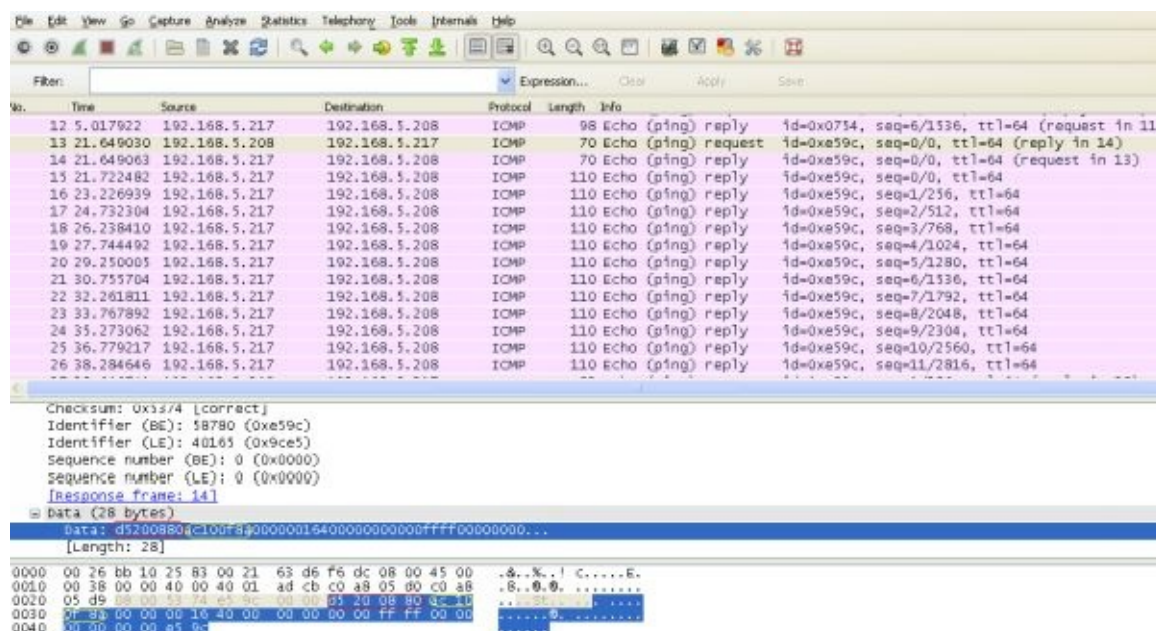 File Edit View Go Capture Analyze Statistics Telephony Tools Internals Help
Filter: Expression... Clear Apply Save
No. Time Source Destination Protocol Length Info
12 5.017922 192.168.5.217 192.168.5.208 ICMP 98 Echo (ping) reply id=0x0754, seq=6/1536, ttl=64 (request in 11
13 21.649030 192.168.5.208 192.168.5.217 ICMP 70 Echo (ping) request id=0xe59c, seq=0/0, ttl=64 (reply in 14)
14 21.649063 192.168.5.217 192.168.5.208 ICMP 70 Echo (ping) reply id=0xe59c, seq=0/0, ttl=64 (request in 13)
15 21.722482 192.168.5.217 192.168.5.208 ICMP 110 Echo (ping) reply id=0xe59c, seq=0/0, ttl=64
16 23.226939 192.168.5.217 192.168.5.208 ICMP 110 Echo (ping) reply id=0xe59c, seq=1/256, ttl=64
17 24.732304 192.168.5.217 192.168.5.208 ICMP 110 Echo (ping) reply id=0xe59c, seq=2/512, ttl=64
18 26.238410 192.168.5.217 192.168.5.208 ICMP 110 Echo (ping) reply id=0xe59c, seq=3/768, ttl=64
19 27.744492 192.168.5.217 192.168.5.208 ICMP 110 Echo (ping) reply id=0xe59c, seq=4/1024, ttl=64
20 29.250005 192.168.5.217 192.168.5.208 ICMP 110 Echo (ping) reply id=0xe59c, seq=5/1280, ttl=64
21 30.755704 192.168.5.217 192.168.5.208 ICMP 110 Echo (ping) reply id=0xe59c, seq=6/1536, ttl=64
22 32.261811 192.168.5.217 192.168.5.208 ICMP 110 Echo (ping) reply id=0xe59c, seq=7/1792, ttl=64
23 33.767892 192.168.5.217 192.168.5.208 ICMP 110 Echo (ping) reply id=0xe59c, seq=8/2048, ttl=64
24 35.273062 192.168.5.217 192.168.5.208 ICMP 110 Echo (ping) reply id=0xe59c, seq=9/2304, ttl=64
25 36.779217 192.168.5.217 192.168.5.208 ICMP 110 Echo (ping) reply id=0xe59c, seq=10/2560, ttl=64
26 38.284646 192.168.5.217 192.168.5.208 ICMP 110 Echo (ping) reply id=0xe59c, seq=11/2816, ttl=64
Checksum: 0x5374 [correct]
Identifier (BE): 58780 (0xe59c)
Identifier (LE): 40165 (0x9ce5)
Sequence number (BE): 0 (0x0000)
Sequence number (LE): 0 (0x0000)
[Response frame: 14]
Data (28 bytes)
Data: d5200880ac100f8a000000164000000000000ffff00000000...
[Length: 28]
0000 00 26 bb 10 25 83 00 21 63 d6 f6 dc 08 00 45 00 .&..%..! c.....E.
0010 00 38 00 00 40 00 40 01 ad cb c0 a8 05 d0 c0 a8 .8..@.@. ........
0020 05 d9 08 00 53 74 e5 9c 00 00 d5 20 08 80 ac 10
0030 0f 8a 00 00 00 16 40 00 00 00 00 00 ff ff 00 00
0040 00 00 00 00 e5 9c